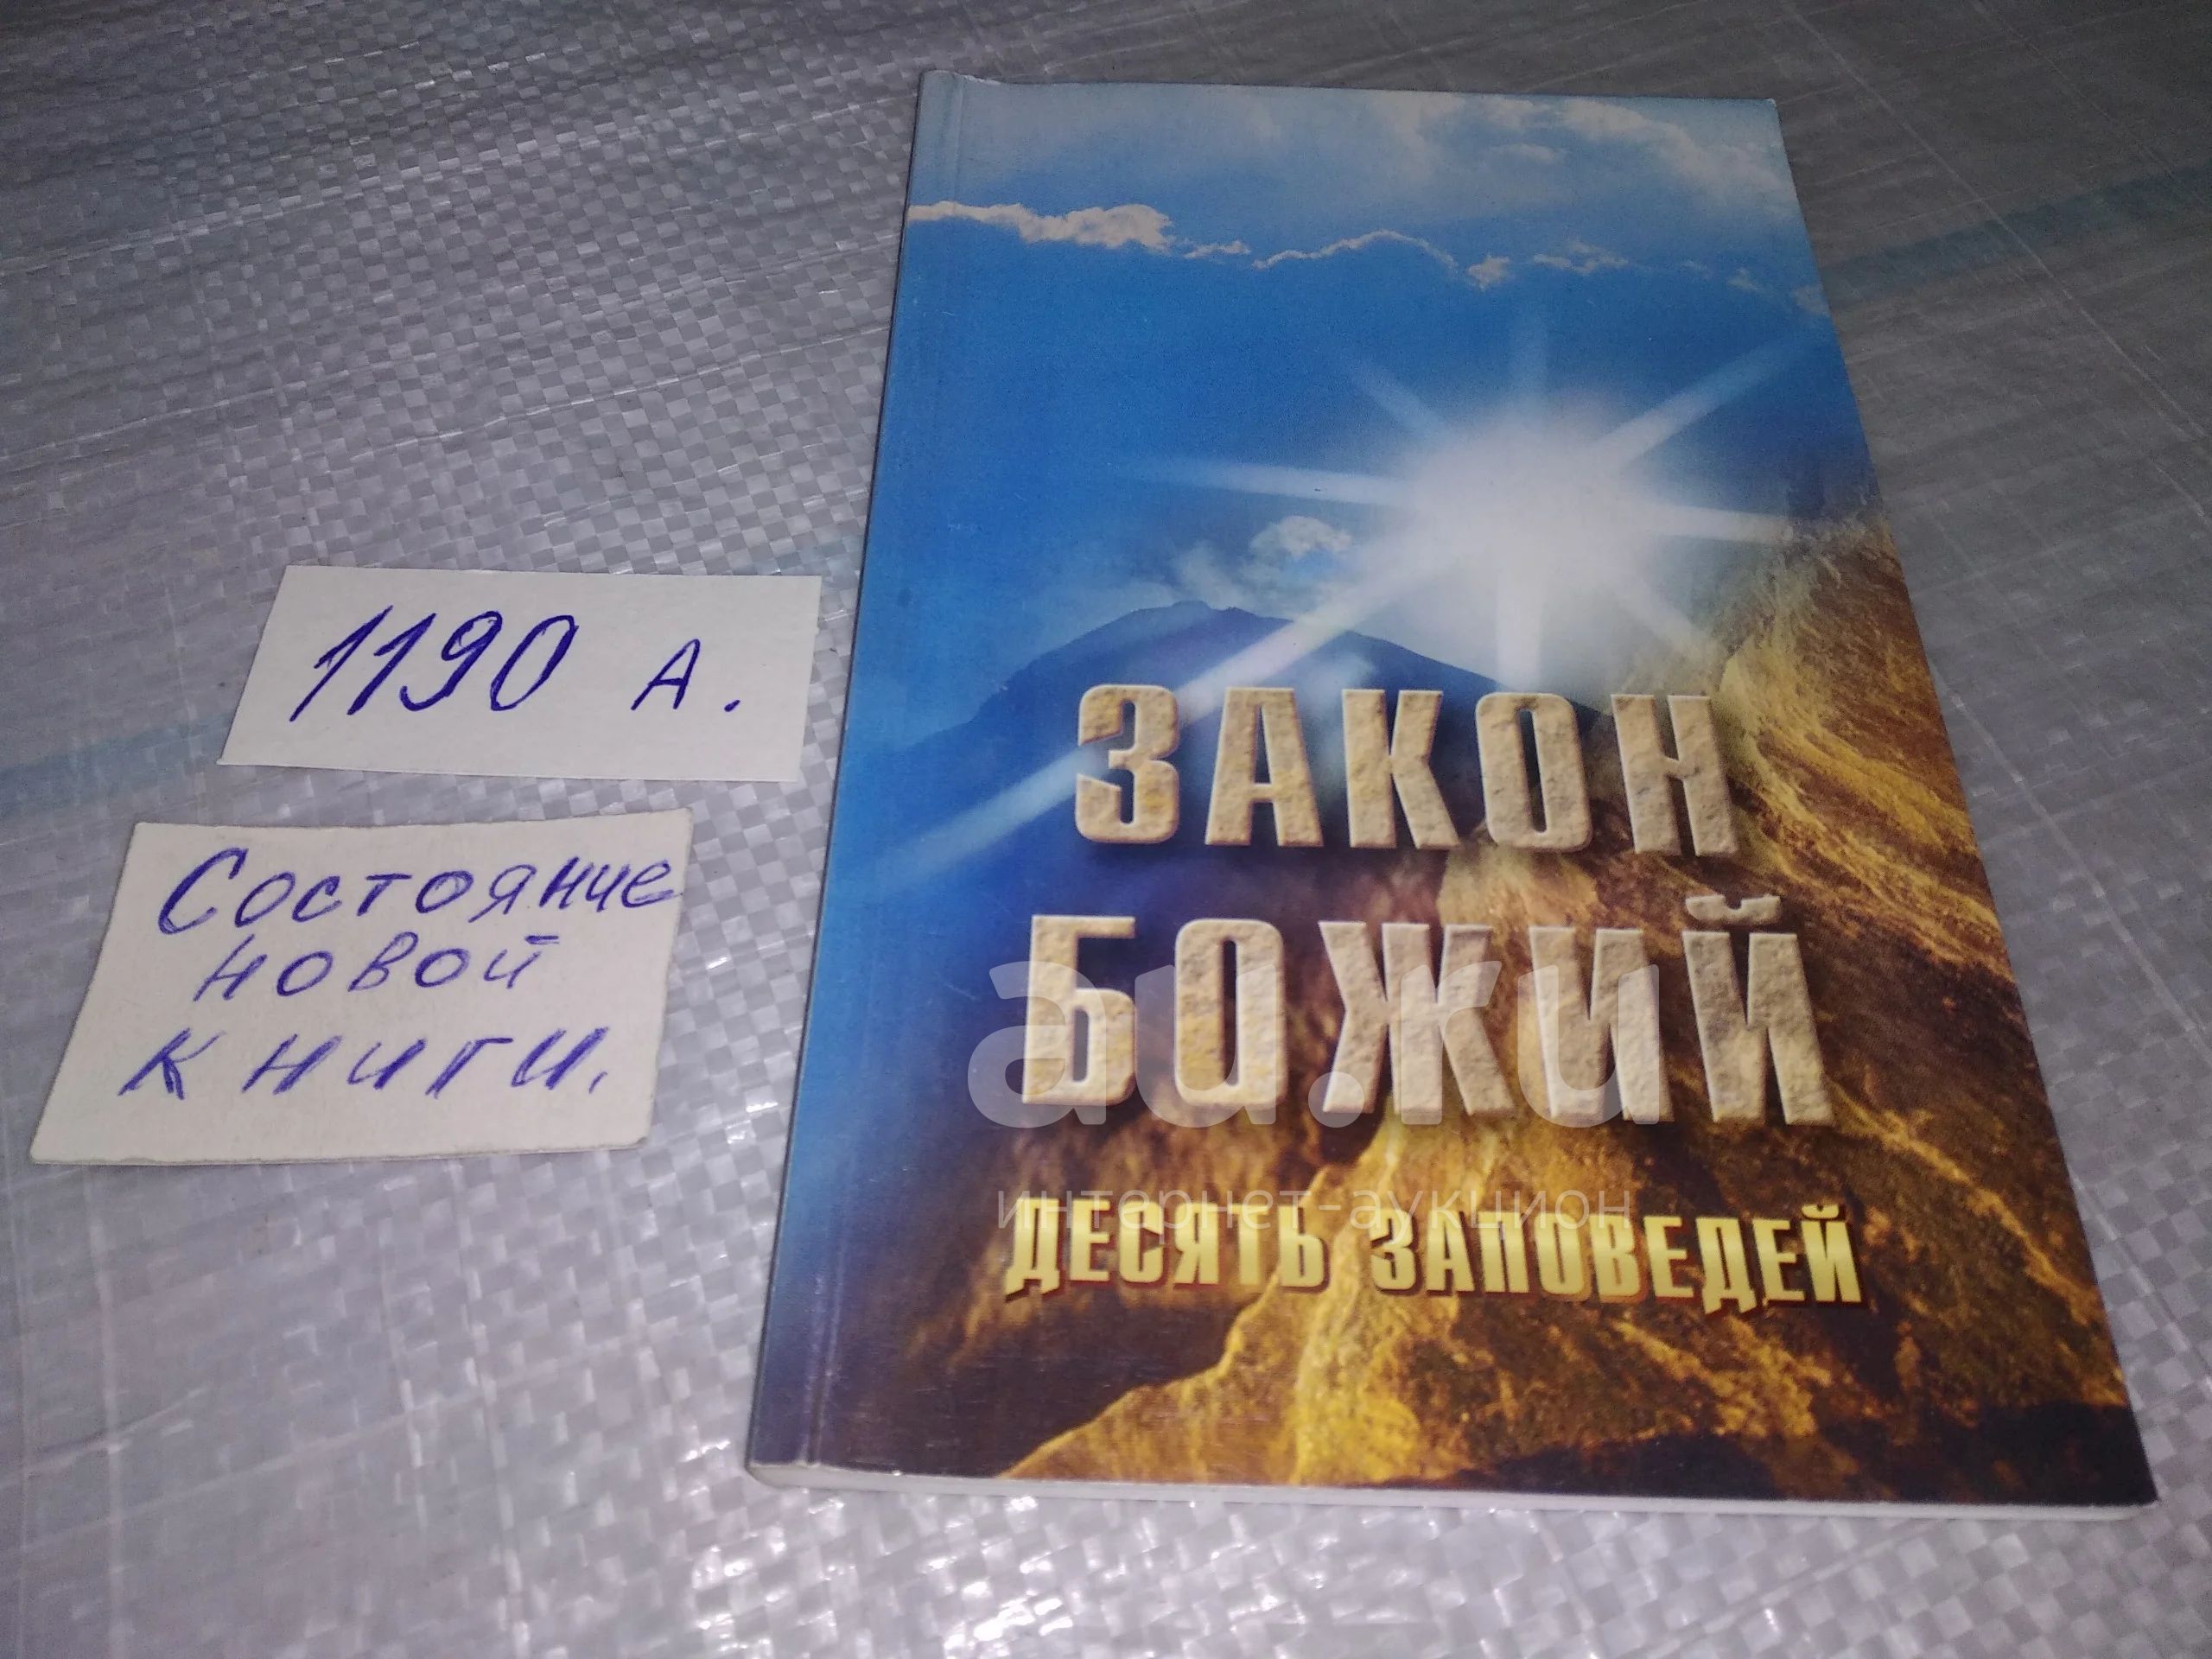 1190 А.
Состояние
новой
книги.
ЗАКОН
БОЖИЙ
au.ru
интернет-аукцион
ДЕСЯТЬ ЗАПОВЕДЕЙ